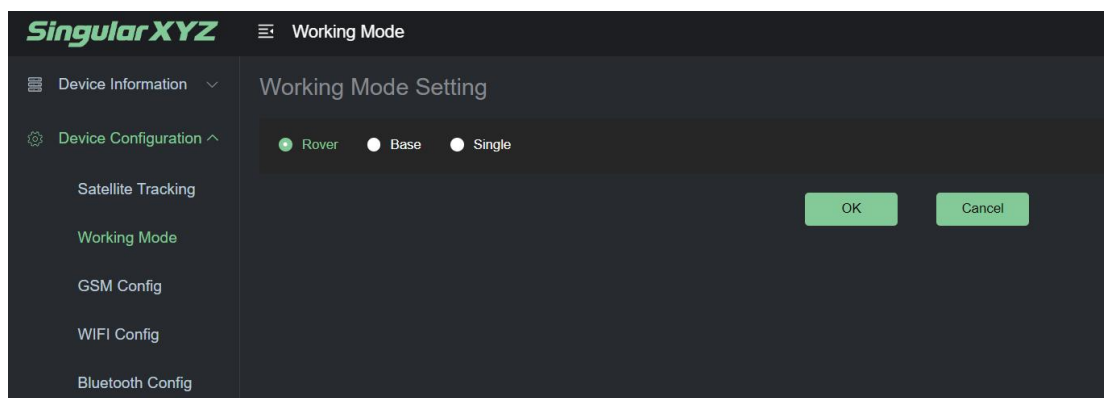 SingularXYZ
Working Mode
Device Information
Working Mode Setting
Device Configuration
Rover
Base
Single
Satellite Tracking
OK
Cancel
Working Mode
GSM Config
WIFI Config
Bluetooth Config